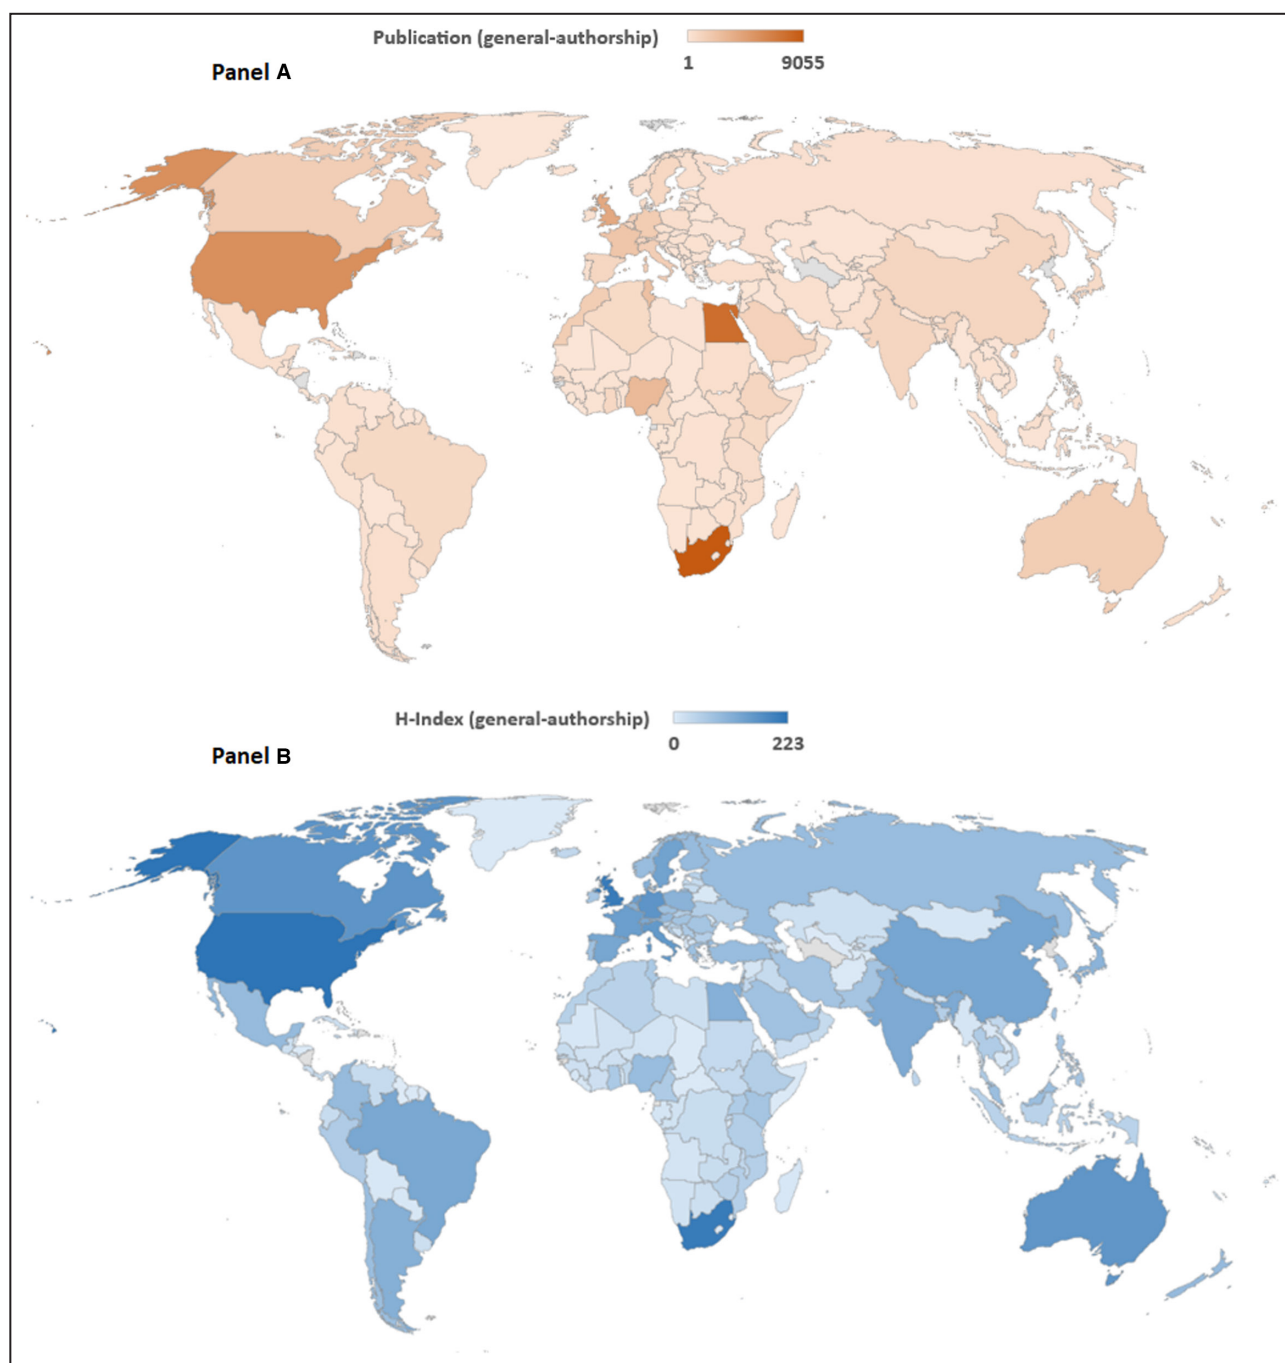 Publication (general-authorship)
1 9055
Panel A
H-Index (general-authorship)
0 223
Panel B